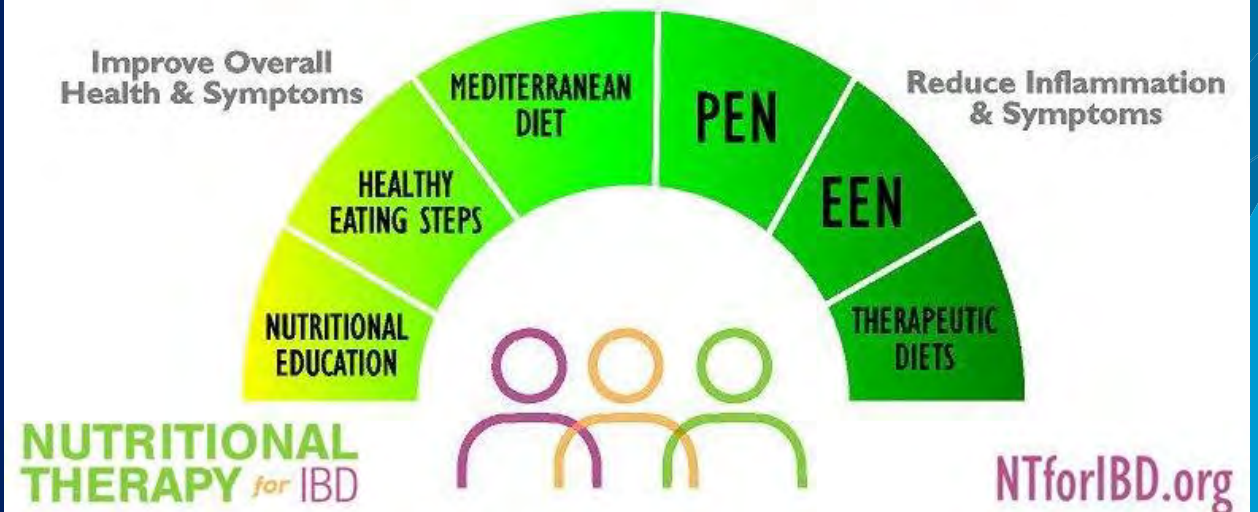 Improve Overall
Health & Symptoms
NUTRITIONAL
EDUCATION
HEALTHY
EATING STEPS
MEDITERRANEAN
DIET
PEN
EEN
THERAPEUTIC
DIETS
Reduce Inflammation
& Symptoms
NUTRITIONAL
THERAPY for IBD
NTforIBD.org